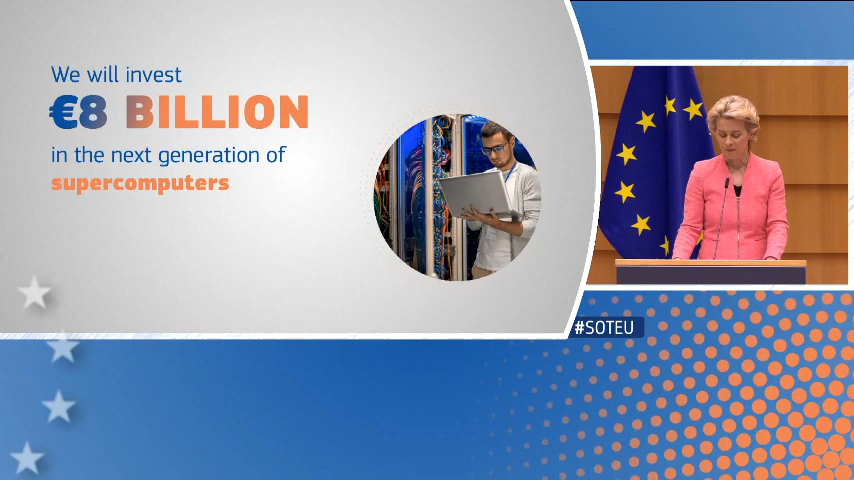 We will invest
€8 BILLION
in the next generation of
supercomputers
#SOTEU